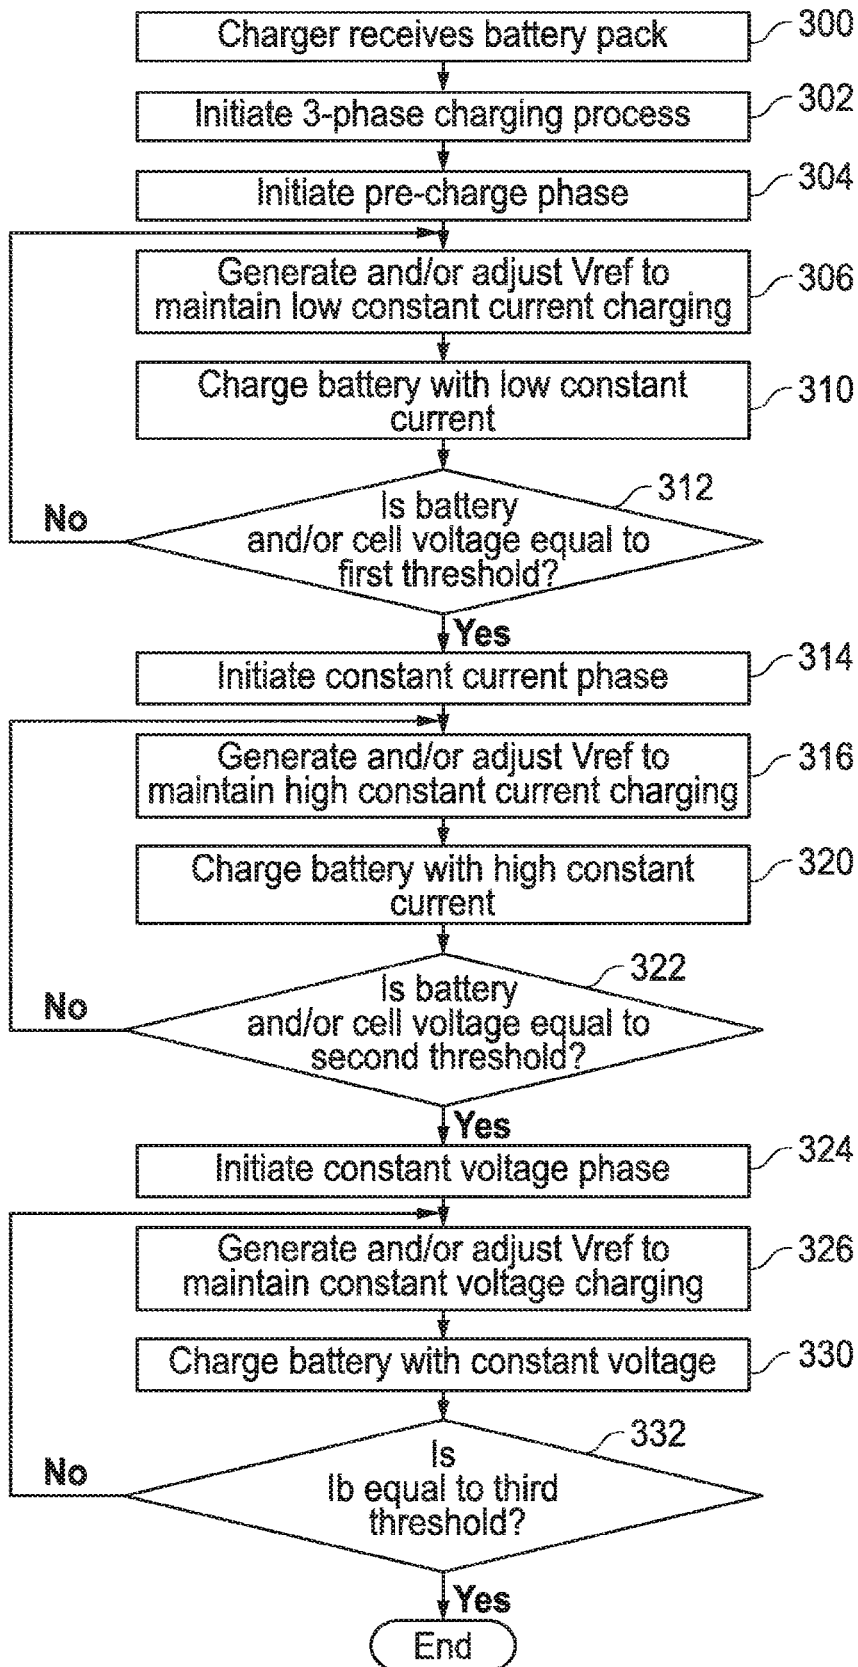 Charger receives battery pack
300
Initiate 3-phase charging process
302
Initiate pre-charge phase
304
Generate and/or adjust Vref to
maintain low constant current charging
306
Charge battery with low constant
current
310
312
Is battery
and/or cell voltage equal to
first threshold?
No
Yes
Initiate constant current phase
314
Generate and/or adjust Vref to
maintain high constant current charging
316
Charge battery with high constant
current
320
322
Is battery
and/or cell voltage equal to
second threshold?
No
Yes
Initiate constant voltage phase
324
Generate and/or adjust Vref to
maintain constant voltage charging
326
Charge battery with constant voltage
330
332
Is
Ib equal to third
threshold?
No
Yes
End